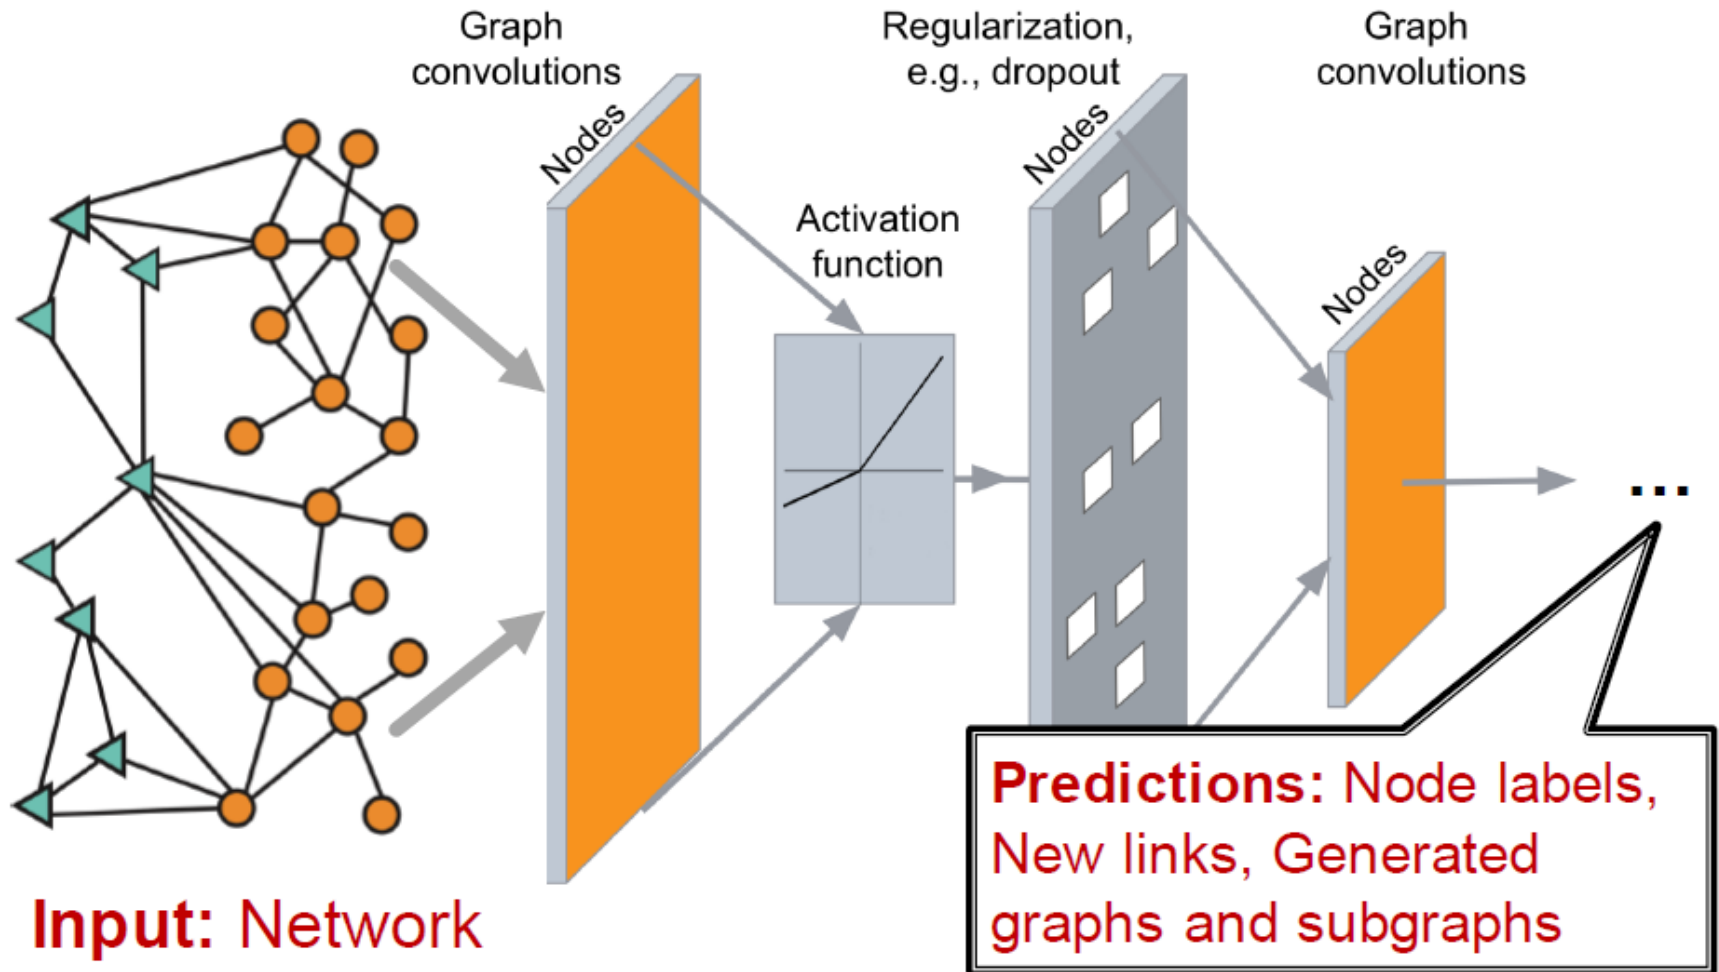 Graph
convolutions
Regularization,
e.g., dropout
Graph
convolutions
Nodes
Nodes
Activation
function
Nodes
...
Predictions: Node labels,
New links, Generated
graphs and subgraphs
Input: Network